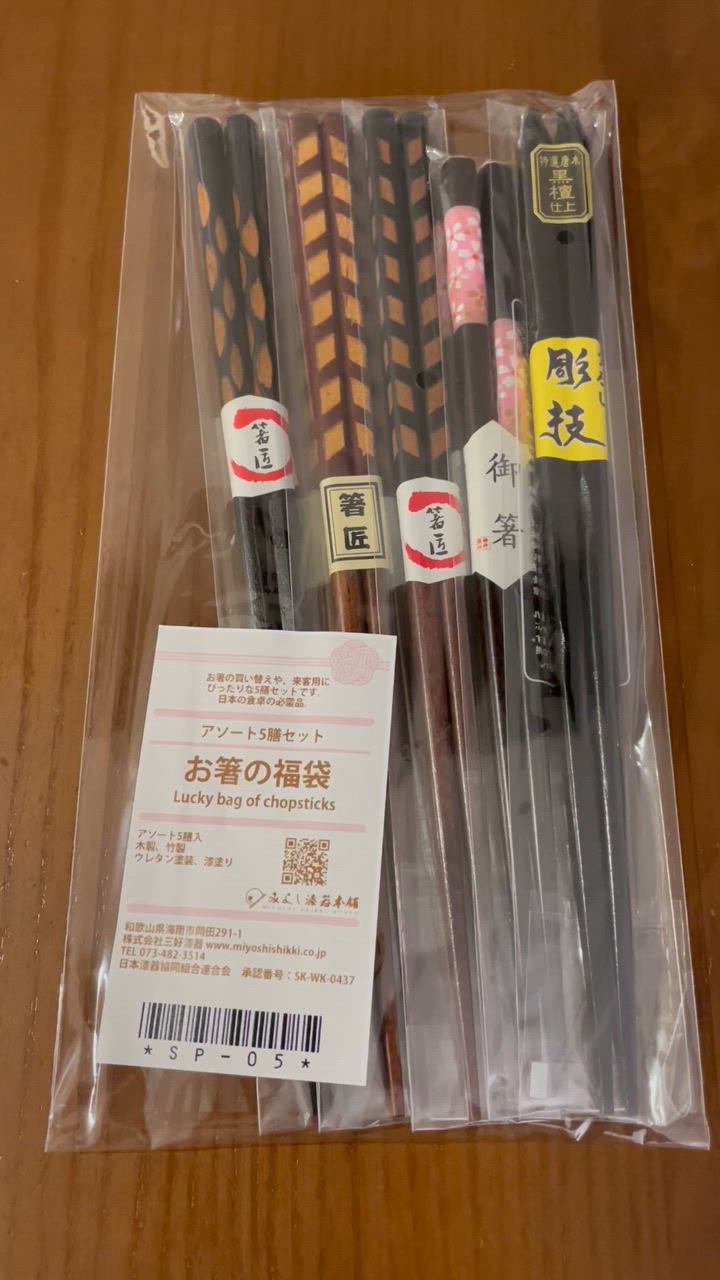 特選唐木
黒
檀
仕上
彫
技
箸
匠
箸
匠
箸
匠
御
箸
お箸の買い替えや、来客用に
ぴったりな5膳セットです。
日本の食卓の必需品。
アソート5膳セット
お箸の福袋
Lucky bag of chopsticks
アソート5膳入
木製、竹製
ウレタン塗装、漆塗り
みよし漆器本舗
和歌山県海南市岡田291-1
株式会社三好漆器 www.miyoshishikki.co.jp
TEL 073-482-3514
日本漆器協同組合連合会 承認番号：SK-WK-0437
*SP-05*